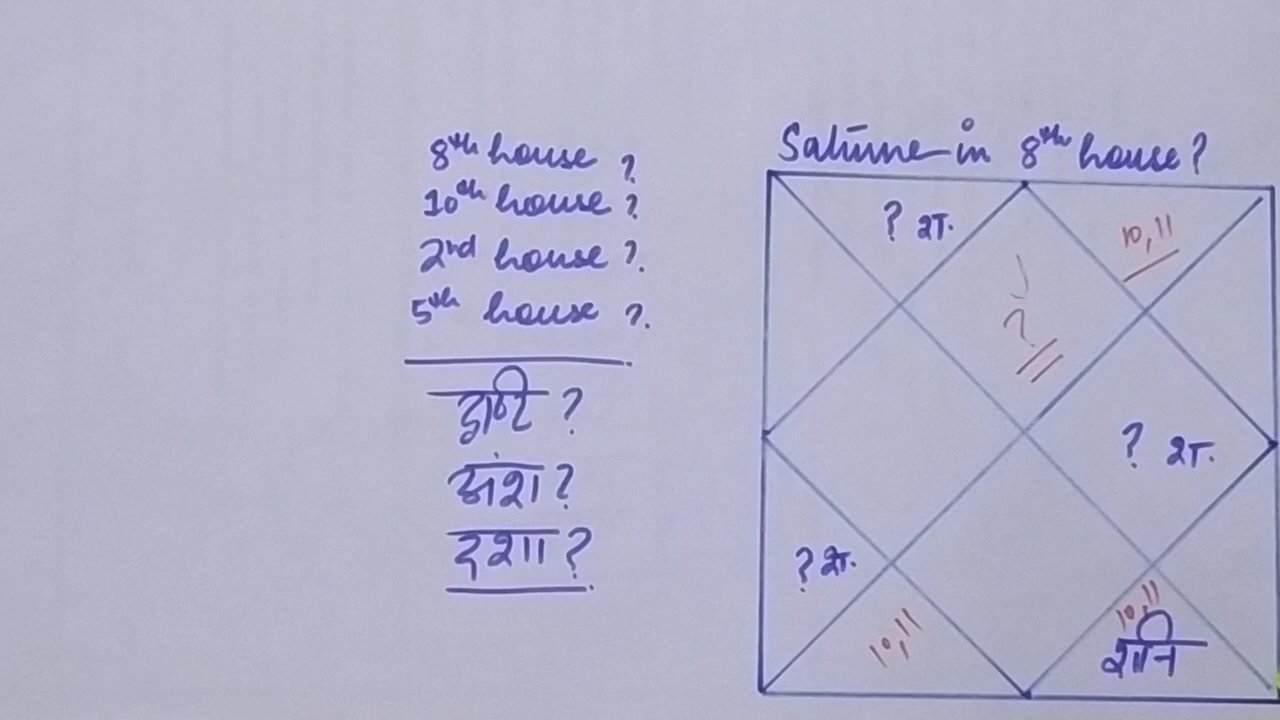 8th house ?
10th house ?
2nd house ?.
5th house ?.
दृष्टि ?
अंश ?
दशा ?
Saturne in 8th house ?
? श.
10, 11
?
? श.
? श.
10, 11
10, 11
शनि